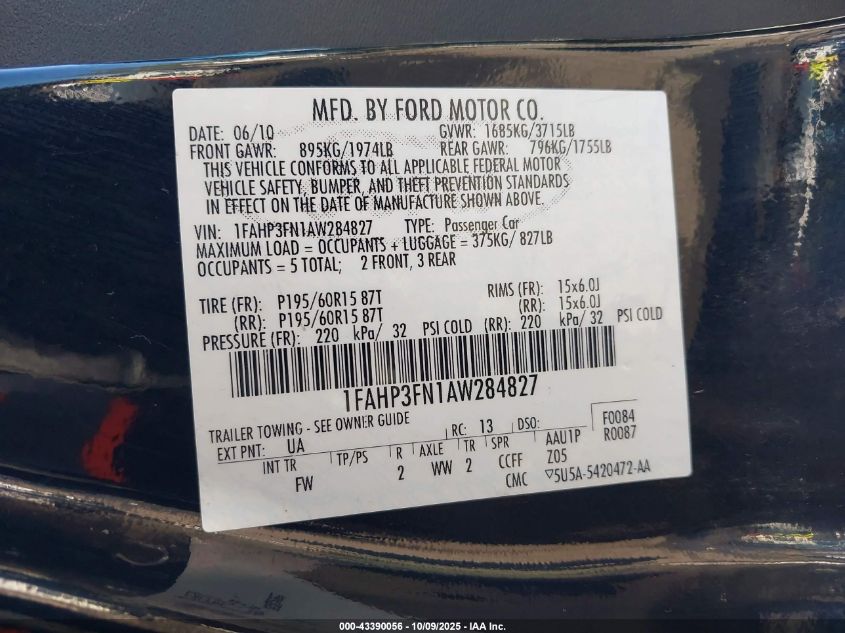 MFD. BY FORD MOTOR CO.
DATE: 06/10 GVWR: 1685KG/3715LB
FRONT GAWR: 895KG/1974LB REAR GAWR: 796KG/1755LB
THIS VEHICLE CONFORMS TO ALL APPLICABLE FEDERAL MOTOR
VEHICLE SAFETY, BUMPER, AND THEFT PREVENTION STANDARDS
IN EFFECT ON THE DATE OF MANUFACTURE SHOWN ABOVE.
VIN: 1FAHP3FN1AW284827 TYPE: Passenger Car
MAXIMUM LOAD = OCCUPANTS + LUGGAGE = 375KG/ 827LB
OCCUPANTS = 5 TOTAL; 2 FRONT, 3 REAR
TIRE (FR): P195/60R15 87T RIMS (FR): 15x6.0J
(RR): P195/60R15 87T (RR): 15x6.0J
PRESSURE (FR): 220 kPa/ 32 PSI COLD (RR): 220 kPa/ 32 PSI COLD
1FAHP3FN1AW284827
TRAILER TOWING - SEE OWNER GUIDE
EXT PNT: UA RC: 13 DSO: F0084
R0087
INT TR TP/PS R AXLE TR SPR AAU1P
FW 2 WW 2 CCFF Z05
CMC ▽5U5A-5420472-AA
000-43390056 - 10/09/2025 - IAA Inc.